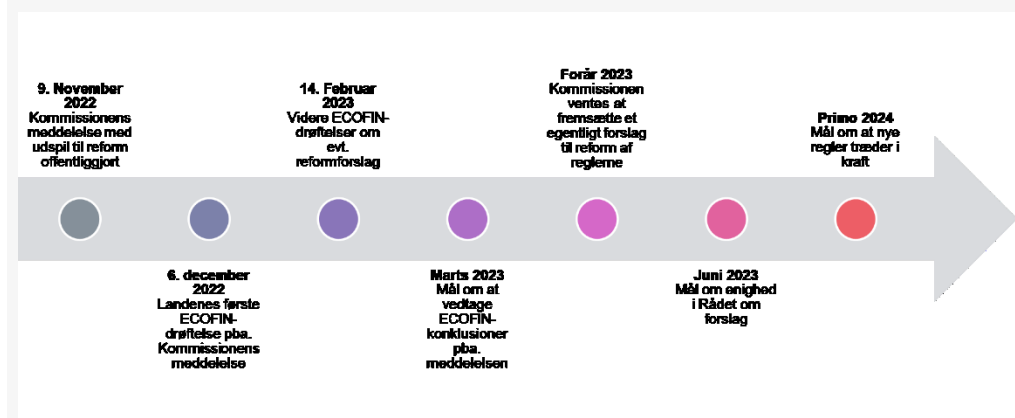 9. November
2022
Kommissionens
meddelelse med
udspil til reform
offentliggjort
6. december
2022
Landenes første
ECOFIN-
drøftelse pba.
Kommissionens
meddelelse
14. Februar
2023
Videre ECOFIN-
drøftelser om
evt.
reformforslag
Marts 2023
Mål om at
vedtage
ECOFIN-
konklusioner
pba.
meddelelsen
Forår 2023
Kommissionen
ventes at
fremsætte et
egentligt forslag
til reform af
reglerne
Juni 2023
Mål om enighed
i Rådet om
forslag
Primo 2024
Mål om at nye
regler træder i
kraft